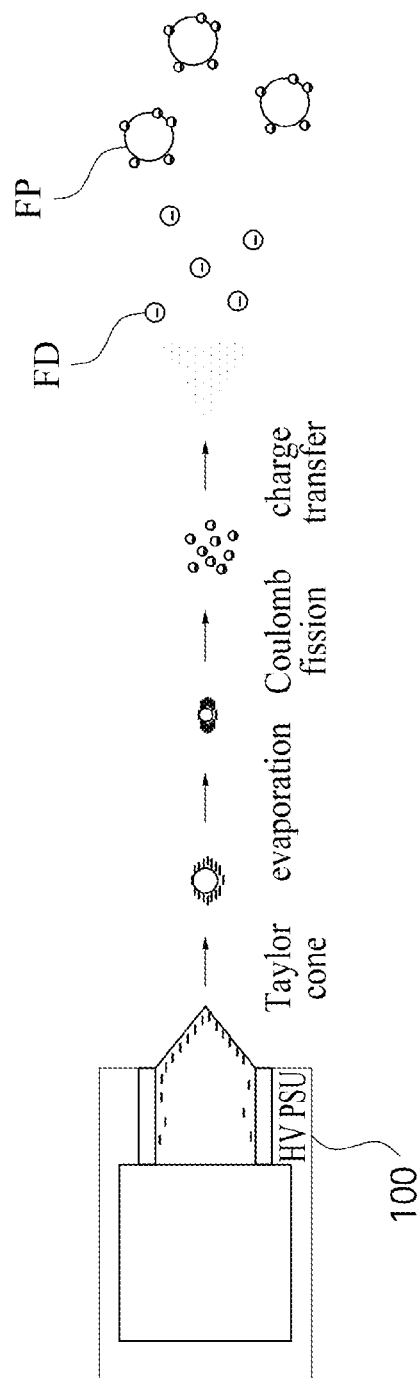 FP
FD
Taylor
cone
evaporation
Coulomb
fission
charge
transfer
HV PSU
100